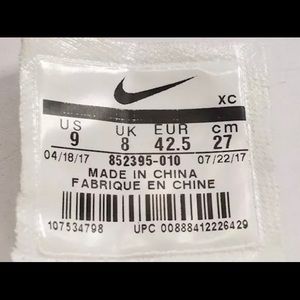 XC
US UK EUR cm
9 8 42.5 27
04/18/17 852395-010 07/22/17
MADE IN CHINA
FABRIQUE EN CHINE
107534798 UPC 00888412226429